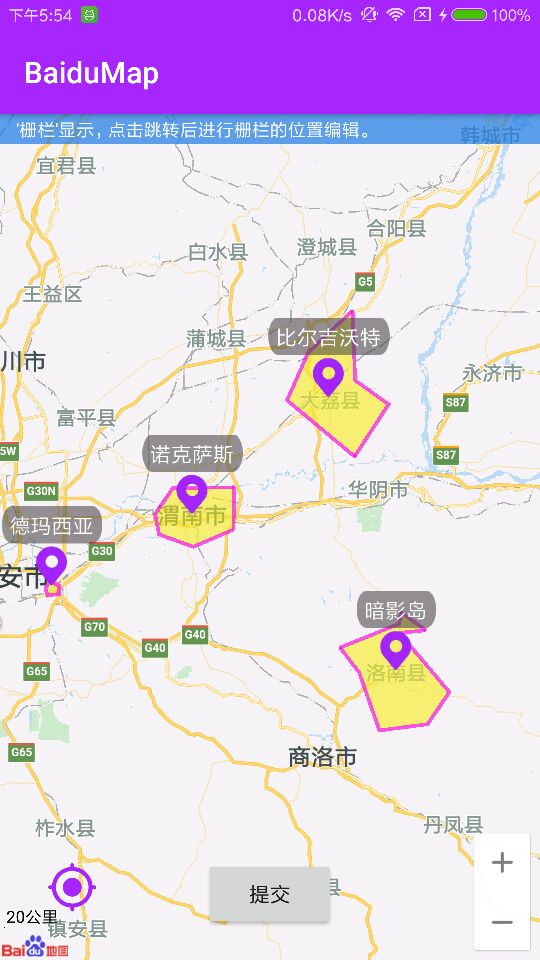 下午5:54
0.08K/s
100%
BaiduMap
'栅栏'显示，点击跳转后进行栅栏的位置编辑。
韩城市
宜君县
合阳县
澄城县
白水县
G5
王益区
比尔吉沃特
蒲城县
川市
永济市
大荔县
S87
富平县
5W
诺克萨斯
S87
G30N
华阴市
渭南市
德玛西亚
G30
安市
暗影岛
G70
G40
G40
G65
洛南县
G65
商洛市
柞水县
丹凤县
提交
县
20公里
镇安县
Bai du 地图